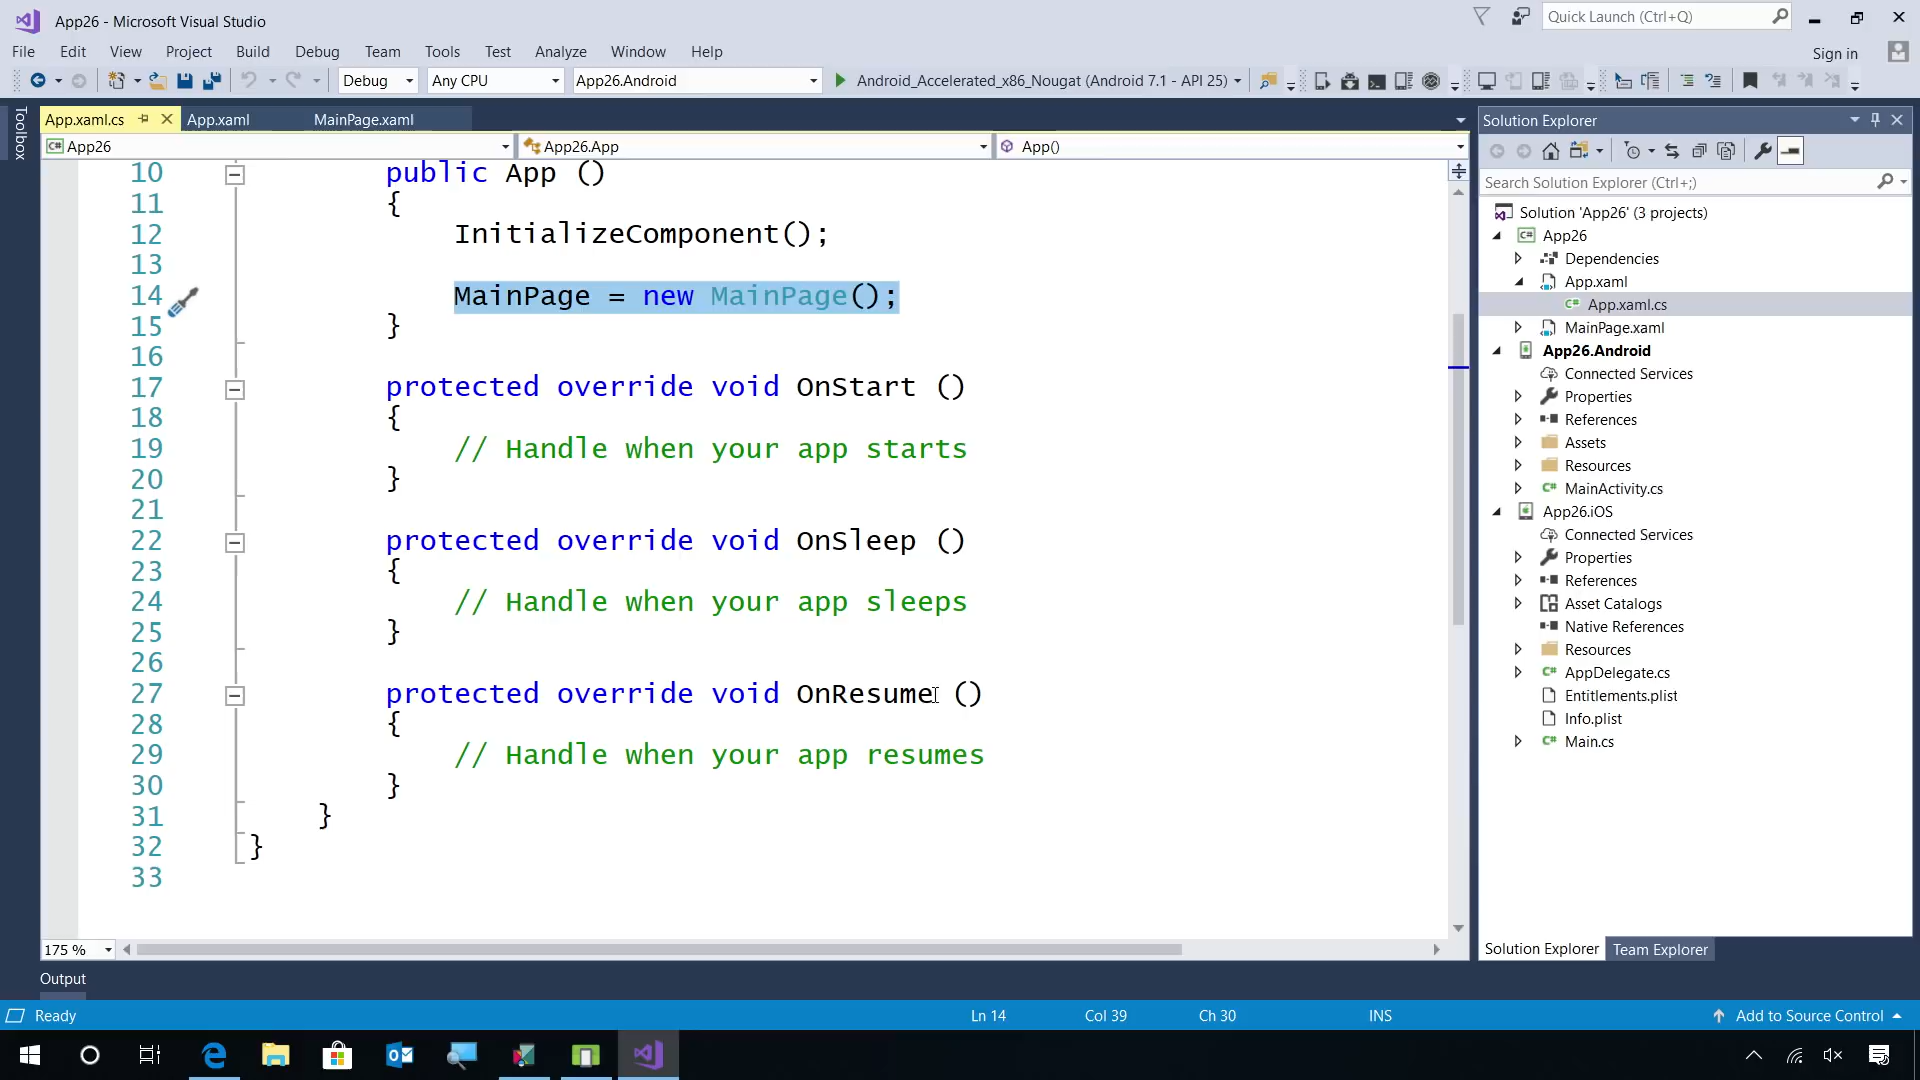 App26 - Microsoft Visual Studio
Quick Launch (Ctrl+Q)
File Edit View Project Build Debug Team Tools Test Analyze Window Help
Sign in
Debug Any CPU App26.Android Android_Accelerated_x86_Nougat (Android 7.1 - API 25)
Toolbox
App.xaml.cs App.xaml MainPage.xaml
App26 App26.App App()
10 public App ()
11 {
12 InitializeComponent();
13
14 MainPage = new MainPage();
15 }
16
17 protected override void OnStart ()
18 {
19 // Handle when your app starts
20 }
21
22 protected override void OnSleep ()
23 {
24 // Handle when your app sleeps
25 }
26
27 protected override void OnResume ()
28 {
29 // Handle when your app resumes
30 }
31 }
32 }
33
175 %
Solution Explorer
Search Solution Explorer (Ctrl+;)
Solution 'App26' (3 projects)
C# App26
Dependencies
App.xaml
C# App.xaml.cs
MainPage.xaml
App26.Android
Connected Services
Properties
References
Assets
Resources
C# MainActivity.cs
App26.iOS
Connected Services
Properties
References
Asset Catalogs
Native References
Resources
C# AppDelegate.cs
Entitlements.plist
Info.plist
C# Main.cs
Solution Explorer Team Explorer
Output
Ready Ln 14 Col 39 Ch 30 INS Add to Source Control